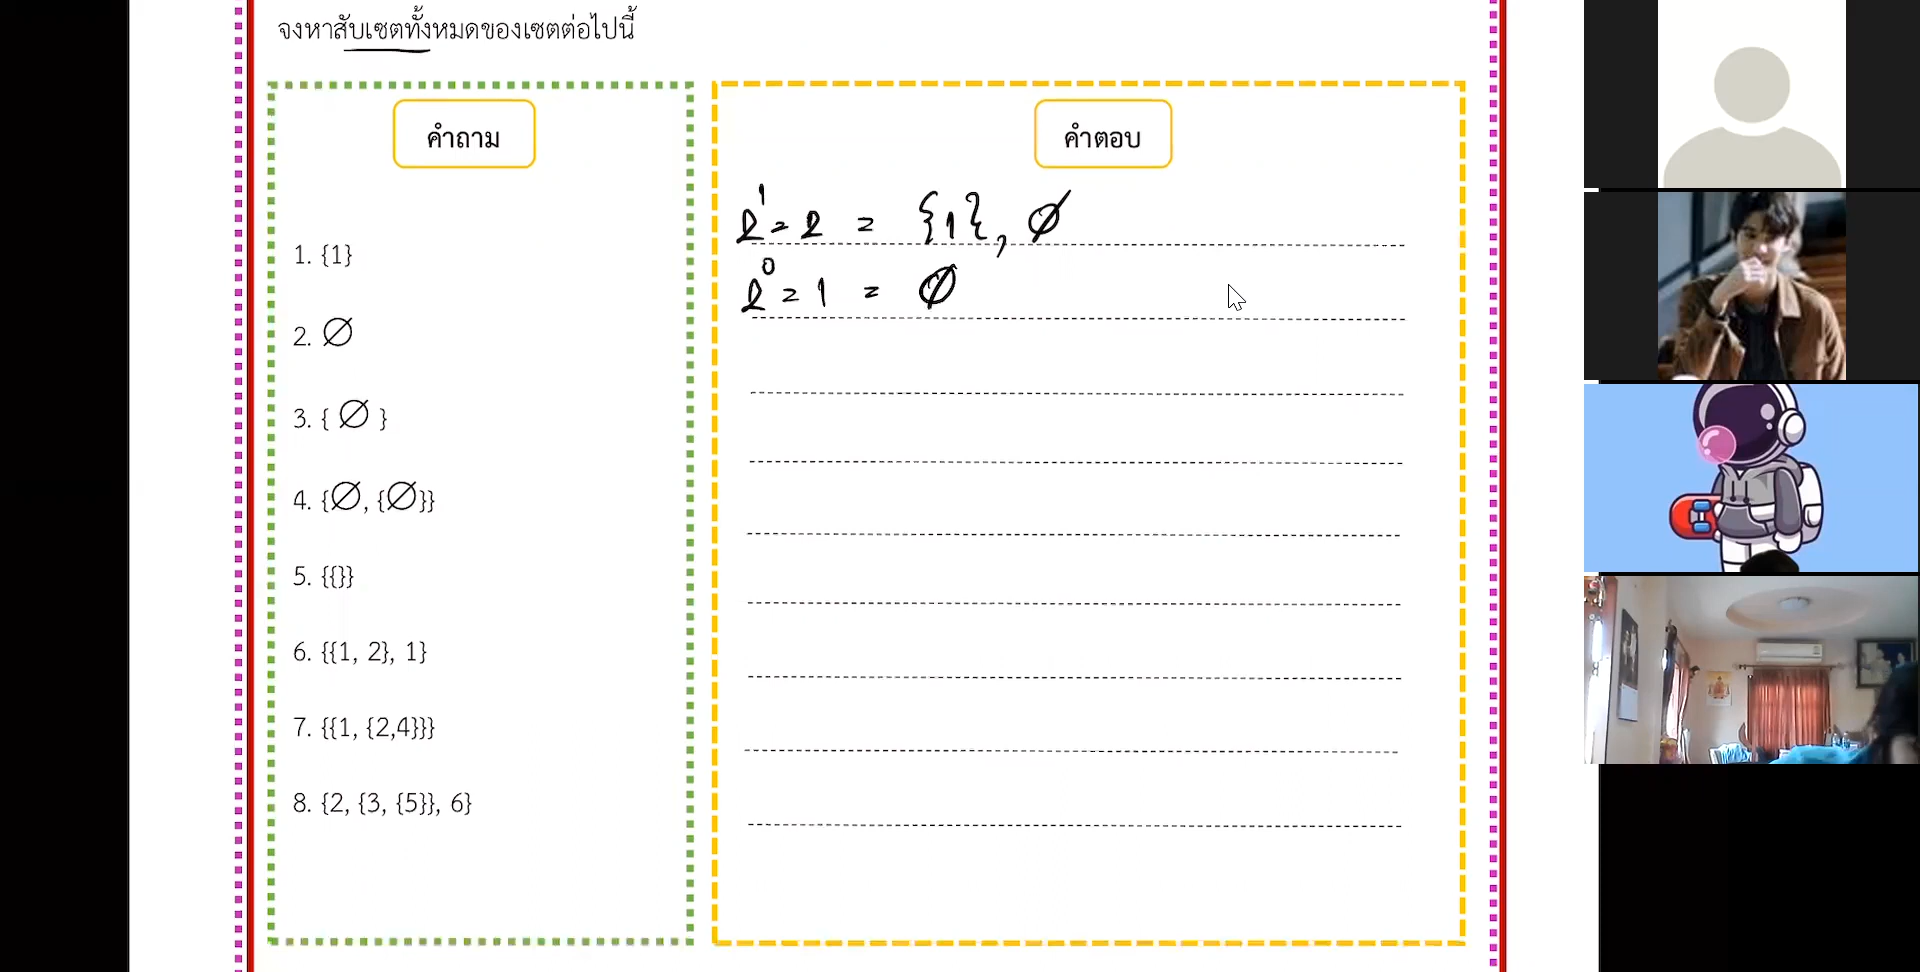 จงหาสับเซตทั้งหมดของเซตต่อไปนี้
คำถาม
คำตอบ
2¹ = 2 = {1}, ∅
1. {1}
2⁰ = 1 = ∅
2. ∅
3. { ∅ }
4. {∅, {∅}}
5. {{}}
6. {{1, 2}, 1}
7. {{1, {2,4}}}
8. {2, {3, {5}}, 6}